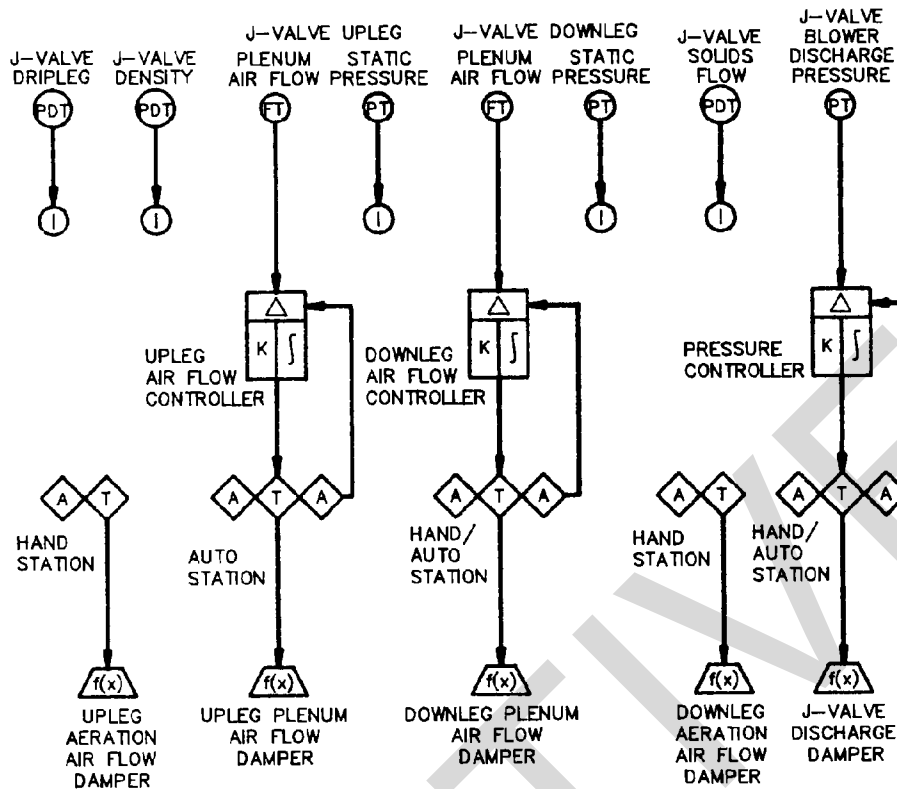 J-VALVE
DRIPLEG
J-VALVE
DENSITY
J-VALVE UPLEG
PLENUM
AIR FLOW
STATIC
PRESSURE
J-VALVE DOWNLEG
PLENUM
AIR FLOW
STATIC
PRESSURE
J-VALVE
SOLIDS
FLOW
J-VALVE
BLOWER
DISCHARGE
PRESSURE
PDT
PDT
FT
PT
FT
PT
PDT
PT
I
I
I
I
I
△
K ∫
UPLEG
AIR FLOW
CONTROLLER
△
K ∫
DOWNLEG
AIR FLOW
CONTROLLER
△
K ∫
PRESSURE
CONTROLLER
A T
HAND
STATION
A T A
AUTO
STATION
A T A
HAND/
AUTO
STATION
A T
HAND
STATION
A T A
HAND/
AUTO
STATION
f(x)
UPLEG
AERATION
AIR FLOW
DAMPER
f(x)
UPLEG PLENUM
AIR FLOW
DAMPER
f(x)
DOWNLEG PLENUM
AIR FLOW
DAMPER
f(x)
DOWNLEG
AERATION
AIR FLOW
DAMPER
f(x)
J-VALVE
DISCHARGE
DAMPER
TIVE